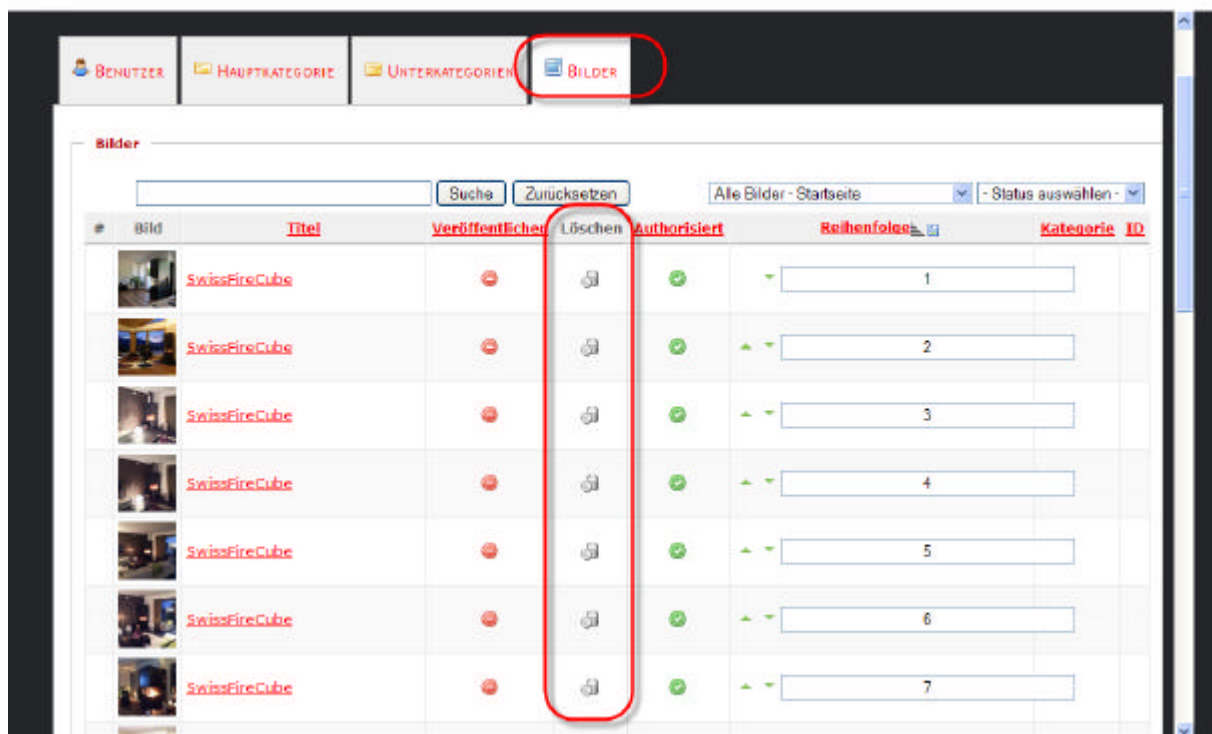 BENUTZER HAUPTKATEGORIE UNTERKATEGORIEN BILDER
Bilder
Suche Zurücksetzen Alle Bilder - Startseite - Status auswählen -
# Bild Titel Veröffentlichen Löschen Authorisiert Reihenfolge Kategorie ID
SwissFireCube 1
SwissFireCube 2
SwissFireCube 3
SwissFireCube 4
SwissFireCube 5
SwissFireCube 6
SwissFireCube 7